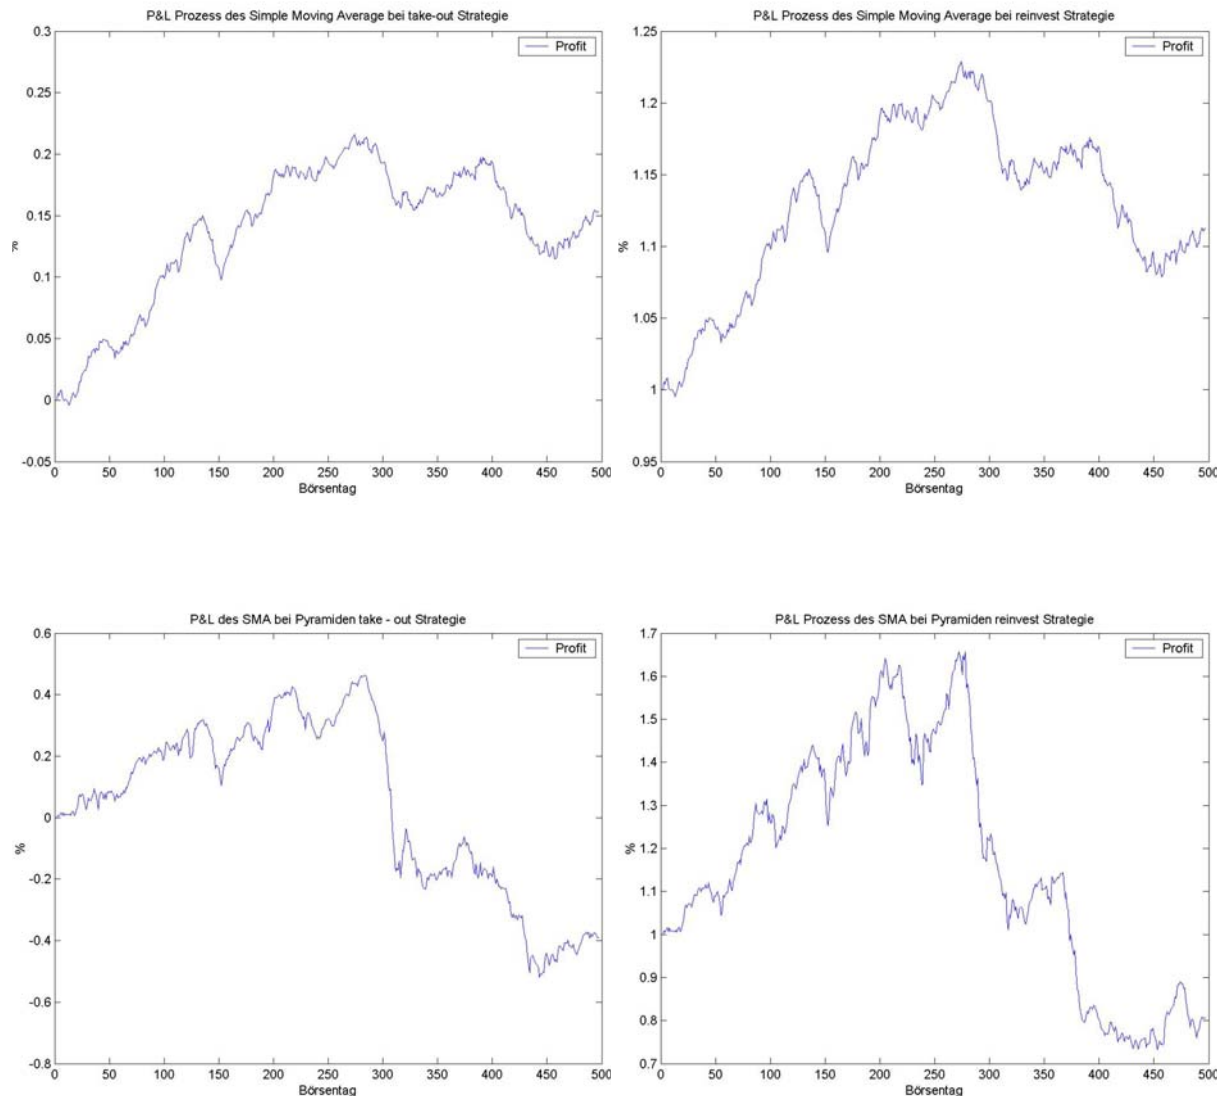 P&L Prozess des Simple Moving Average bei take-out Strategie
0.3
Profit
0.25
0.2
0.15
%
0.1
0.05
0
-0.05
0 50 100 150 200 250 300 350 400 450 500
Börsentag
P&L Prozess des Simple Moving Average bei reinvest Strategie
1.25
Profit
1.2
1.15
%
1.1
1.05
1
0.95
0 50 100 150 200 250 300 350 400 450 500
Börsentag
P&L des SMA bei Pyramiden take - out Strategie
0.6
Profit
0.4
0.2
0
%
-0.2
-0.4
-0.6
-0.8
0 50 100 150 200 250 300 350 400 450 500
Börsentag
P&L Prozess des SMA bei Pyramiden reinvest Strategie
1.7
Profit
1.6
1.5
1.4
1.3
%
1.2
1.1
1
0.9
0.8
0.7
0 50 100 150 200 250 300 350 400 450 500
Börsentag